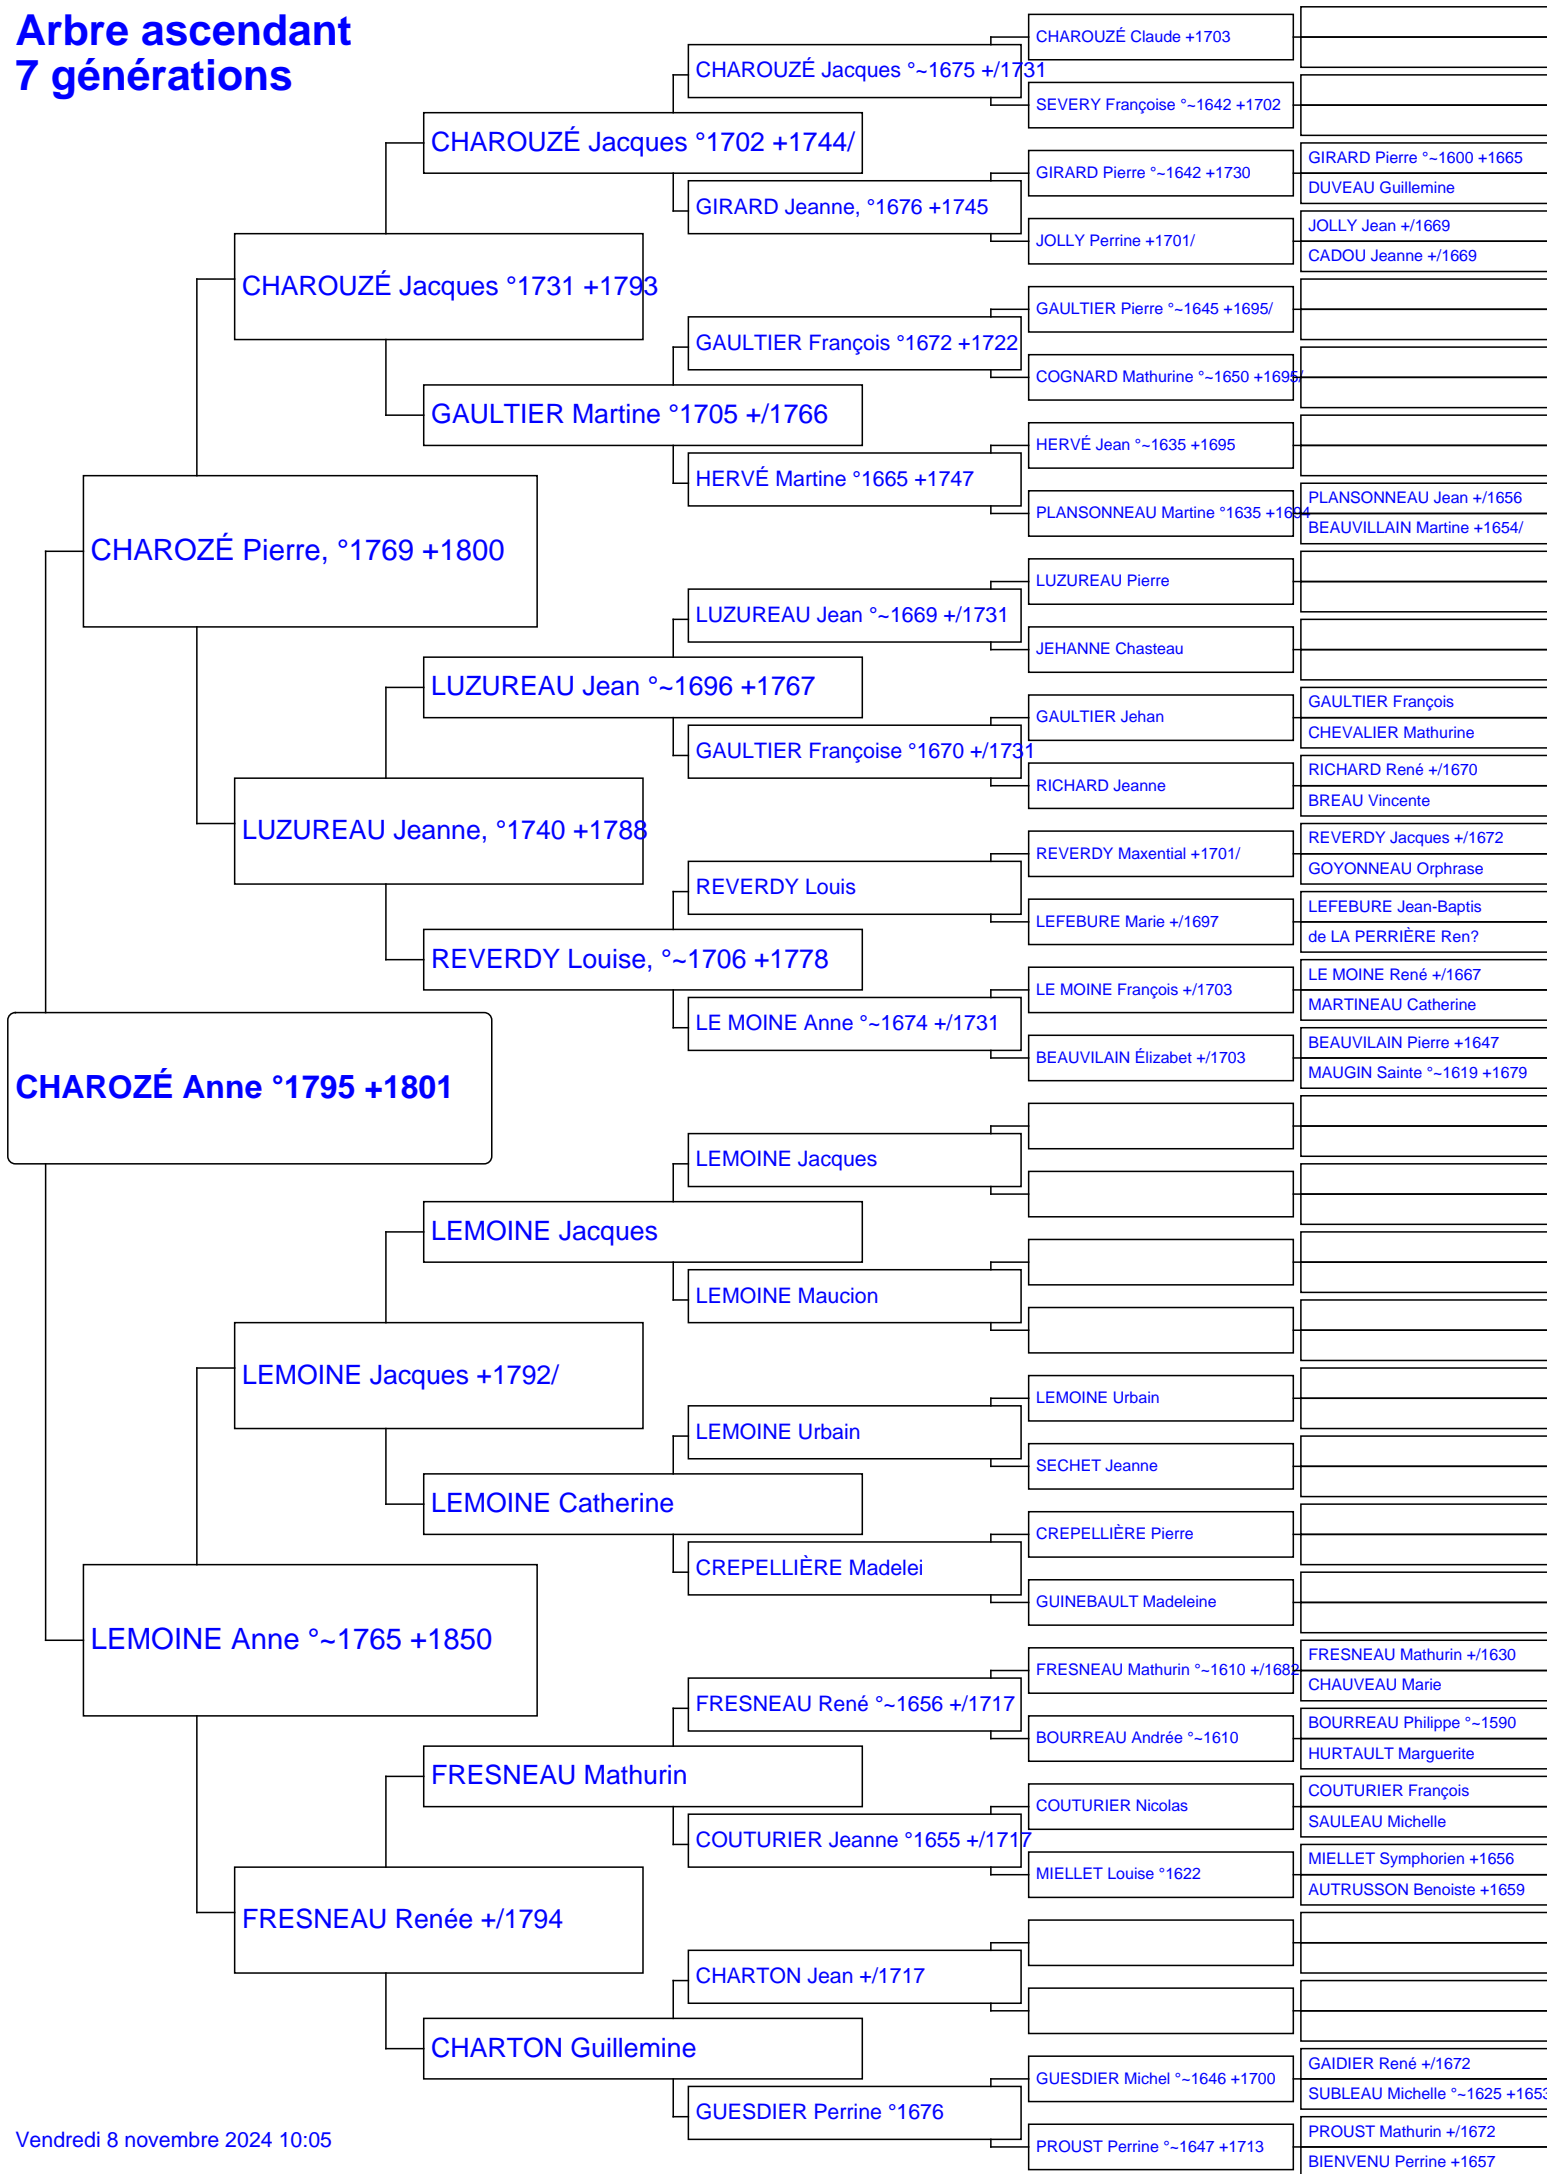 Arbre ascendant
7 générations
CHAROUZÉ Claude +1703
CHAROUZÉ Jacques °~1675 +/1731
SEVERY Françoise °~1642 +1702
CHAROUZÉ Jacques °1702 +1744/
GIRARD Pierre °~1600 +1665
GIRARD Pierre °~1642 +1730
DUVEAU Guillemine
GIRARD Jeanne, °1676 +1745
JOLLY Jean +/1669
JOLLY Perrine +1701/
CADOU Jeanne +/1669
CHAROUZÉ Jacques °1731 +1793
GAULTIER Pierre °~1645 +1695/
GAULTIER François °1672 +1722
COGNARD Mathurine °~1650 +1695/
GAULTIER Martine °1705 +/1766
HERVÉ Jean °~1635 +1695
HERVÉ Martine °1665 +1747
PLANSONNEAU Jean +/1656
PLANSONNEAU Martine °1635 +1694
BEAUVILLAIN Martine +1654/
CHAROZÉ Pierre, °1769 +1800
LUZUREAU Pierre
LUZUREAU Jean °~1669 +/1731
JEHANNE Chasteau
LUZUREAU Jean °~1696 +1767
GAULTIER François
GAULTIER Jehan
CHEVALIER Mathurine
GAULTIER Françoise °1670 +/1731
RICHARD René +/1670
RICHARD Jeanne
BREAU Vincente
LUZUREAU Jeanne, °1740 +1788
REVERDY Jacques +/1672
REVERDY Maxential +1701/
GOYONNEAU Orphrase
REVERDY Louis
LEFEBURE Jean-Baptis
LEFEBURE Marie +/1697
de LA PERRIÈRE Ren?
REVERDY Louise, °~1706 +1778
LE MOINE René +/1667
LE MOINE François +/1703
MARTINEAU Catherine
LE MOINE Anne °~1674 +/1731
BEAUVILAIN Pierre +1647
BEAUVILAIN Élizabet +/1703
MAUGIN Sainte °~1619 +1679
CHAROZÉ Anne °1795 +1801
LEMOINE Jacques
LEMOINE Jacques
LEMOINE Maucion
LEMOINE Jacques +1792/
LEMOINE Urbain
LEMOINE Urbain
SECHET Jeanne
LEMOINE Catherine
CREPELLIÈRE Pierre
CREPELLIÈRE Madelei
GUINEBAULT Madeleine
LEMOINE Anne °~1765 +1850
FRESNEAU Mathurin +/1630
FRESNEAU Mathurin °~1610 +/1682
CHAUVEAU Marie
FRESNEAU René °~1656 +/1717
BOURREAU Philippe °~1590
BOURREAU Andrée °~1610
HURTAULT Marguerite
FRESNEAU Mathurin
COUTURIER François
COUTURIER Nicolas
SAULEAU Michelle
COUTURIER Jeanne °1655 +/1717
MIELLET Symphorien +1656
MIELLET Louise °1622
AUTRUSSON Benoiste +1659
FRESNEAU Renée +/1794
CHARTON Jean +/1717
CHARTON Guillemine
GAIDIER René +/1672
GUESDIER Michel °~1646 +1700
SUBLEAU Michelle °~1625 +1653
GUESDIER Perrine °1676
PROUST Mathurin +/1672
PROUST Perrine °~1647 +1713
BIENVENU Perrine +1657
Vendredi 8 novembre 2024 10:05